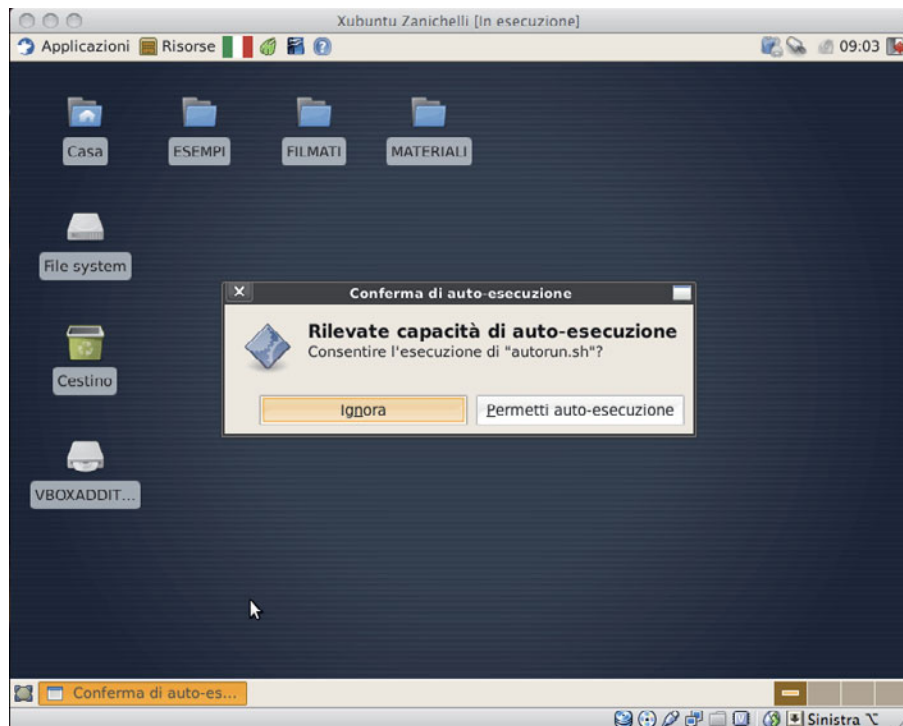 Xubuntu Zanichelli [In esecuzione]
Applicazioni Risorse 09:03
Casa
ESEMPI
FILMATI
MATERIALI
File system
Conferma di auto-esecuzione
Rilevate capacità di auto-esecuzione
Consentire l'esecuzione di "autorun.sh"?
Ignora
Permetti auto-esecuzione
Cestino
VBOXADDIT...
Conferma di auto-es...
Sinistra ⌥